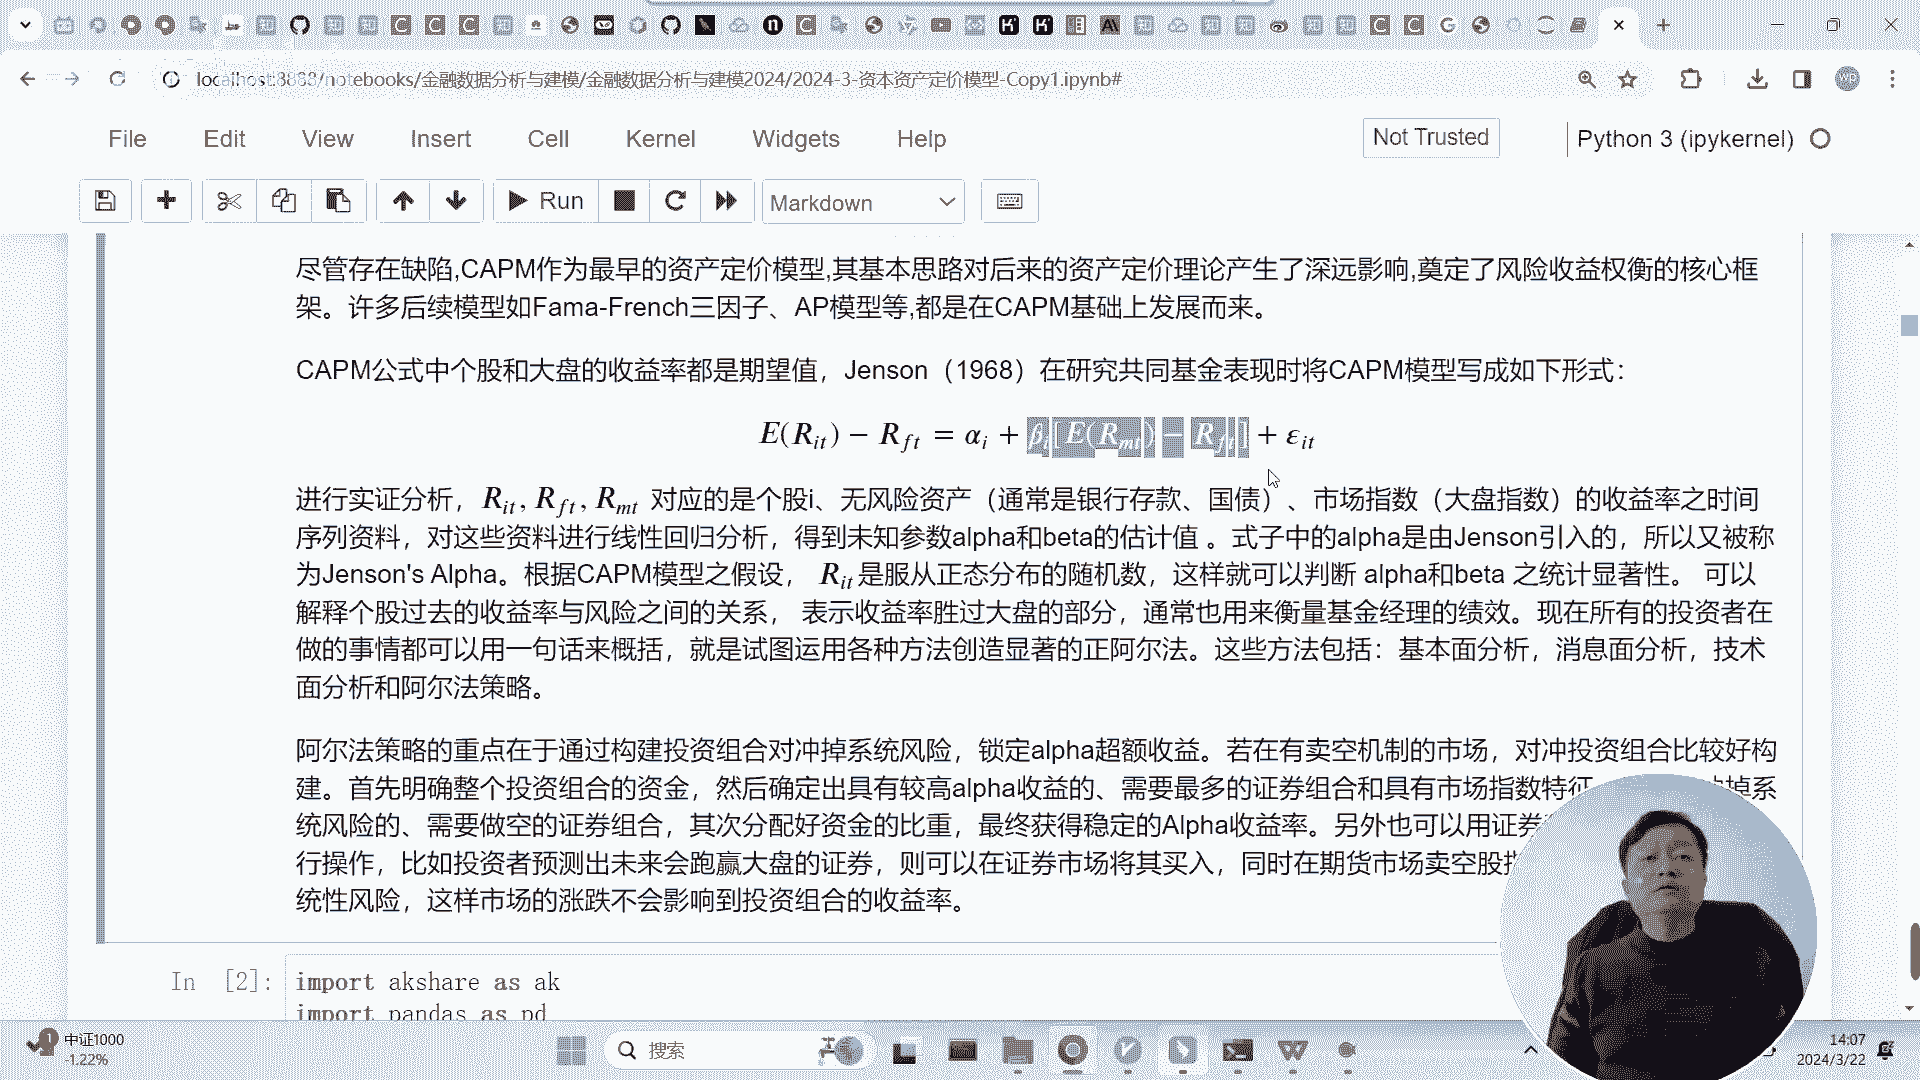 localhost:8888/notebooks/金融数据分析与建模/金融数据分析与建模2024/2024-3-资本资产定价模型-Copy1.ipynb#
wp
File Edit View Insert Cell Kernel Widgets Help
Not Trusted
Python 3 (ipykernel)
Run
Markdown
尽管存在缺陷,CAPM作为最早的资产定价模型,其基本思路对后来的资产定价理论产生了深远影响,奠定了风险收益权衡的核心框
架。许多后续模型如Fama-French三因子、AP模型等,都是在CAPM基础上发展而来。
CAPM公式中个股和大盘的收益率都是期望值，Jenson（1968）在研究共同基金表现时将CAPM模型写成如下形式：
E(R_it) − R_ft = α_i + β_i[E(R_mt) − R_ft] + ε_it
进行实证分析，R_it, R_ft, R_mt 对应的是个股i、无风险资产（通常是银行存款、国债）、市场指数（大盘指数）的收益率之时间
序列资料，对这些资料进行线性回归分析，得到未知参数alpha和beta的估计值 。式子中的alpha是由Jenson引入的，所以又被称
为Jenson's Alpha。根据CAPM模型之假设， R_it 是服从正态分布的随机数，这样就可以判断 alpha和beta 之统计显著性。 可以
解释个股过去的收益率与风险之间的关系， 表示收益率胜过大盘的部分，通常也用来衡量基金经理的绩效。现在所有的投资者在
做的事情都可以用一句话来概括，就是试图运用各种方法创造显著的正阿尔法。这些方法包括：基本面分析，消息面分析，技术
面分析和阿尔法策略。
阿尔法策略的重点在于通过构建投资组合对冲掉系统风险，锁定alpha超额收益。若在有卖空机制的市场，对冲投资组合比较好构
建。首先明确整个投资组合的资金，然后确定出具有较高alpha收益的、需要最多的证券组合和具有市场指数特征 掉系
统风险的、需要做空的证券组合，其次分配好资金的比重，最终获得稳定的Alpha收益率。另外也可以用证券
行操作，比如投资者预测出未来会跑赢大盘的证券，则可以在证券市场将其买入，同时在期货市场卖空股指
统性风险，这样市场的涨跌不会影响到投资组合的收益率。
In [2]:
import akshare as ak
import pandas as pd
1
中证1000
-1.22%
搜索
14:07
2024/3/22